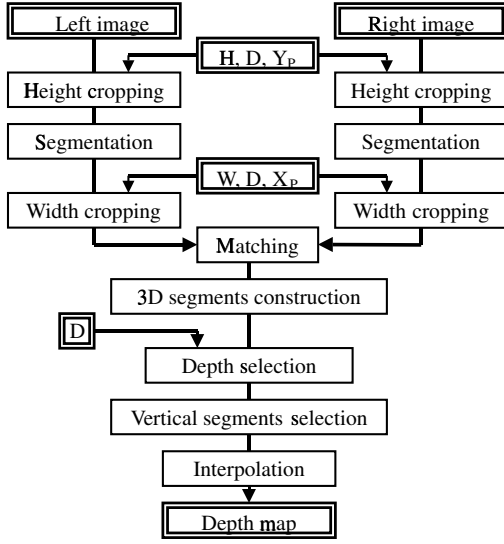 Left image
Right image
H, D, Y_P
Height cropping
Height cropping
Segmentation
Segmentation
W, D, X_P
Width cropping
Width cropping
Matching
3D segments construction
D
Depth selection
Vertical segments selection
Interpolation
Depth map